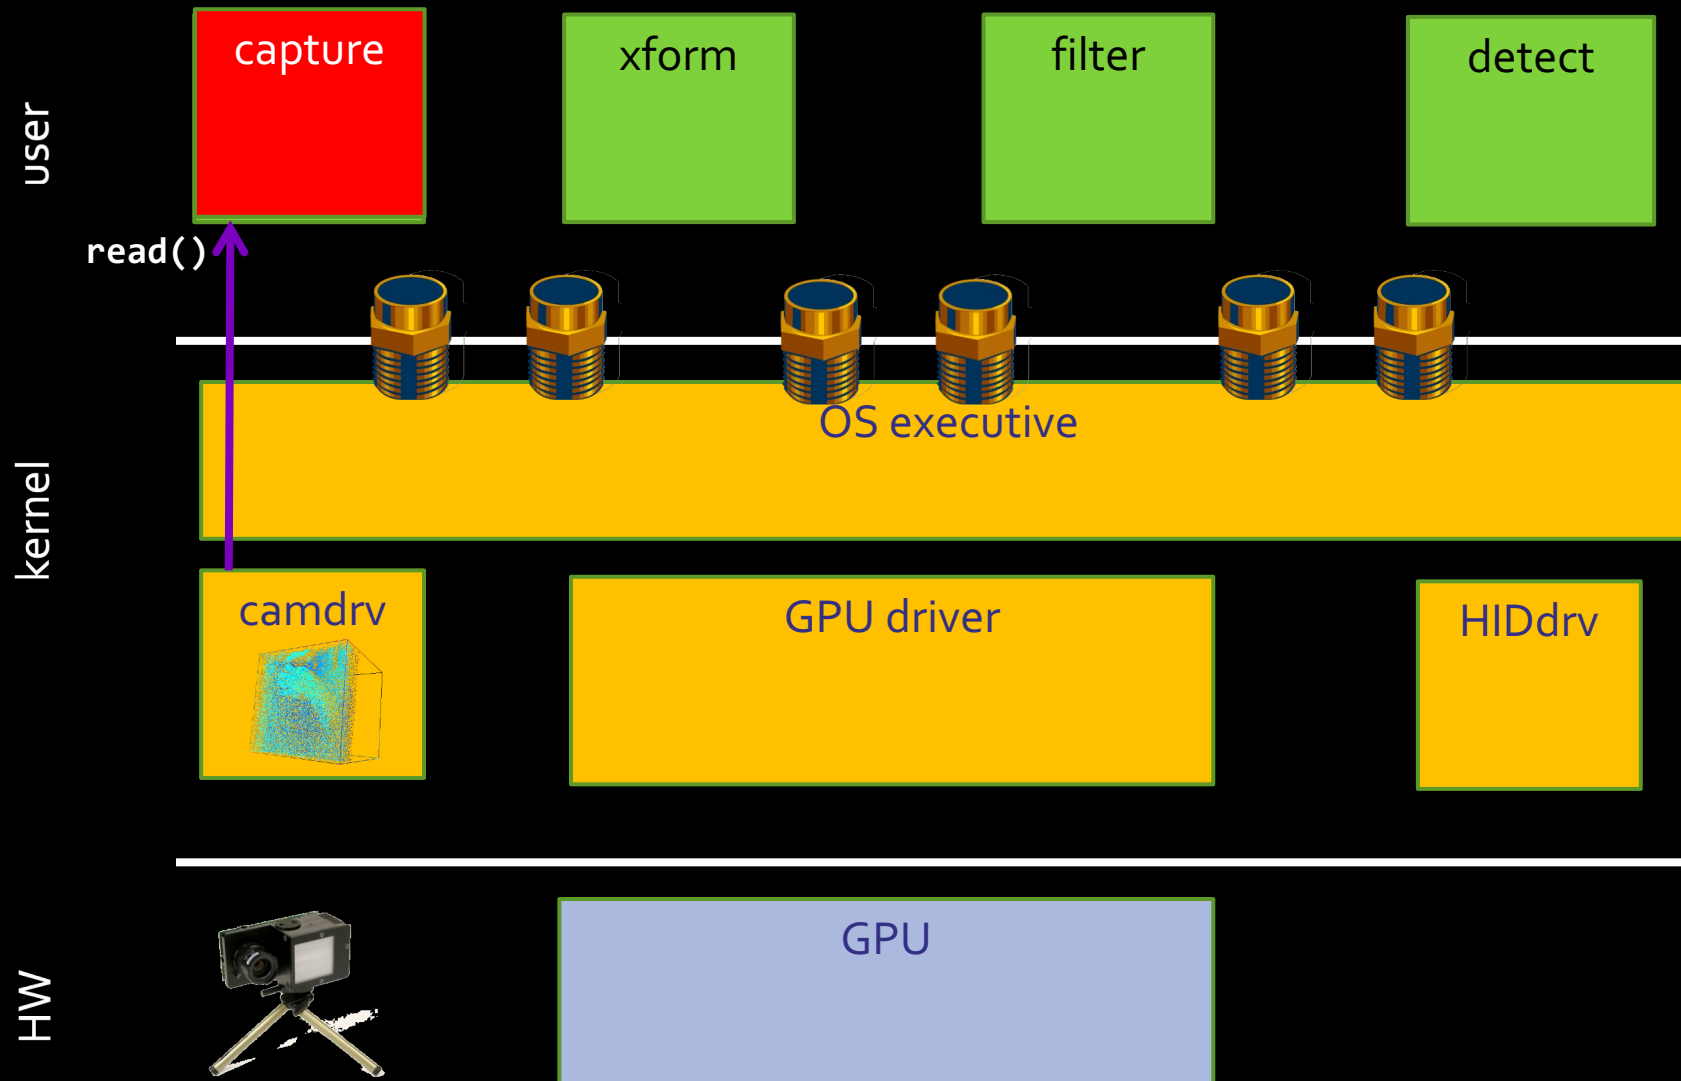 user
capture
xform
filter
detect
read()
kernel
OS executive
camdrv
GPU driver
HIDdrv
HW
GPU